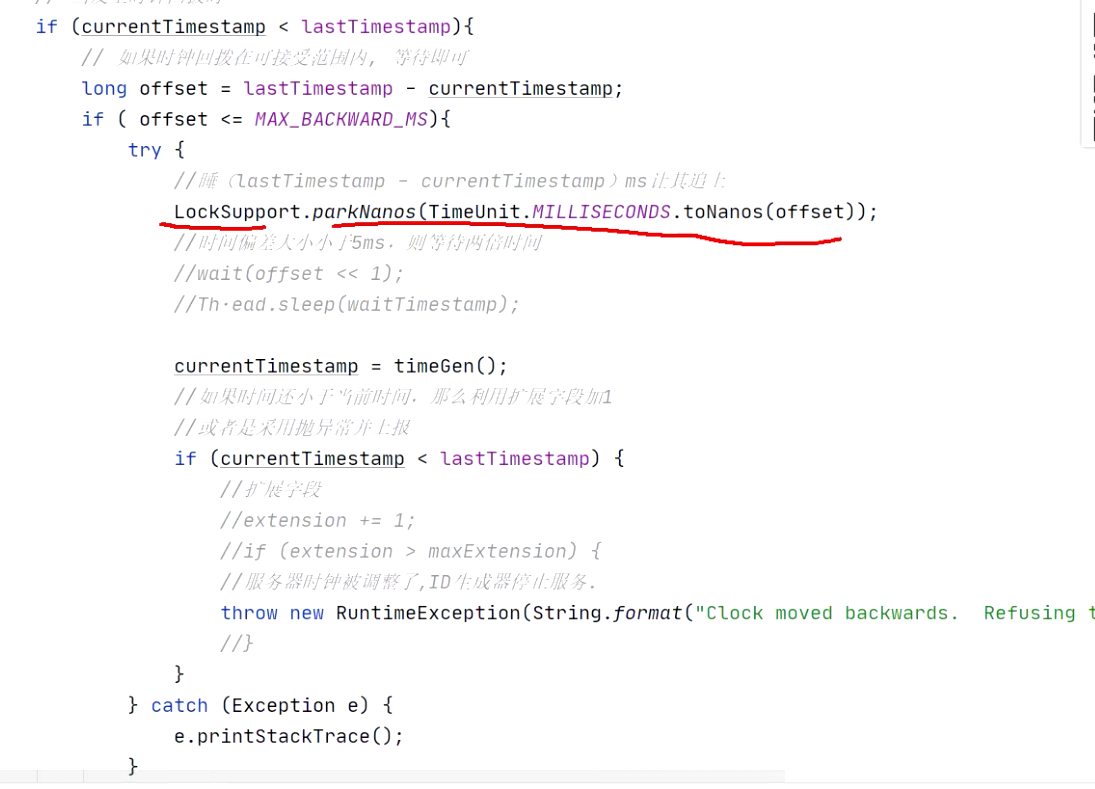 if (currentTimestamp < lastTimestamp){
// 如果时钟回拨在可接受范围内, 等待即可
long offset = lastTimestamp - currentTimestamp;
if ( offset <= MAX_BACKWARD_MS){
try {
//睡（lastTimestamp - currentTimestamp）ms让其追上
LockSupport.parkNanos(TimeUnit.MILLISECONDS.toNanos(offset));
//时间偏差大小小于5ms，则等待两倍时间
//wait(offset << 1);
//Thread.sleep(waitTimestamp);
currentTimestamp = timeGen();
//如果时间还小于当前时间，那么利用扩展字段加1
//或者是采用抛异常并上报
if (currentTimestamp < lastTimestamp) {
//扩展字段
//extension += 1;
//if (extension > maxExtension) {
//服务器时钟被调整了,ID生成器停止服务.
throw new RuntimeException(String.format("Clock moved backwards.  Refusing t
//}
}
} catch (Exception e) {
e.printStackTrace();
}